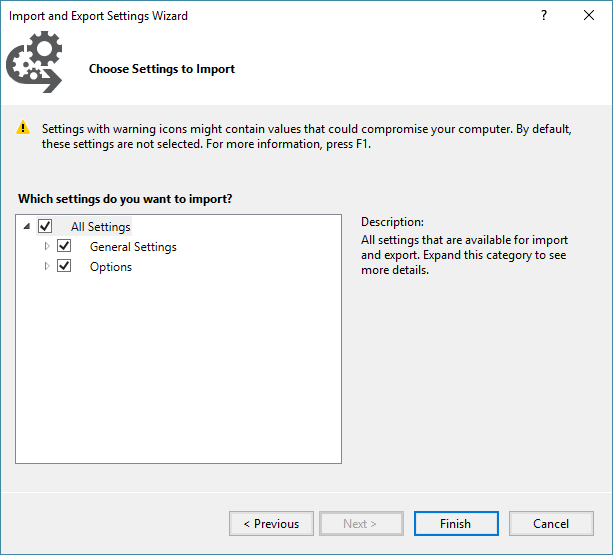 Import and Export Settings Wizard
?
Choose Settings to Import
Settings with warning icons might contain values that could compromise your computer. By default,
these settings are not selected. For more information, press F1.
Which settings do you want to import?
All Settings
General Settings
Options
Description:
All settings that are available for import
and export. Expand this category to see
more details.
< Previous
Next >
Finish
Cancel